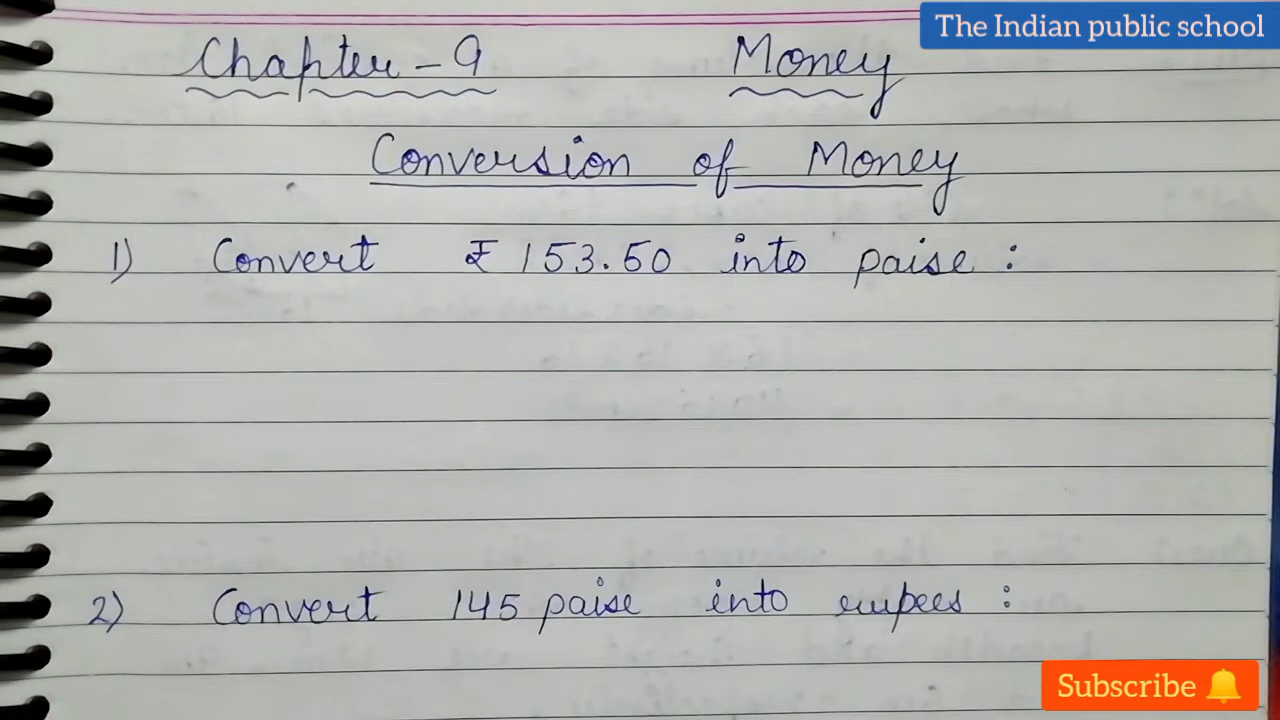 The Indian public school
Chapter - 9 Money
Conversion of Money
1) Convert ₹ 153.50 into paise :
2) Convert 145 paise into rupees :
Subscribe